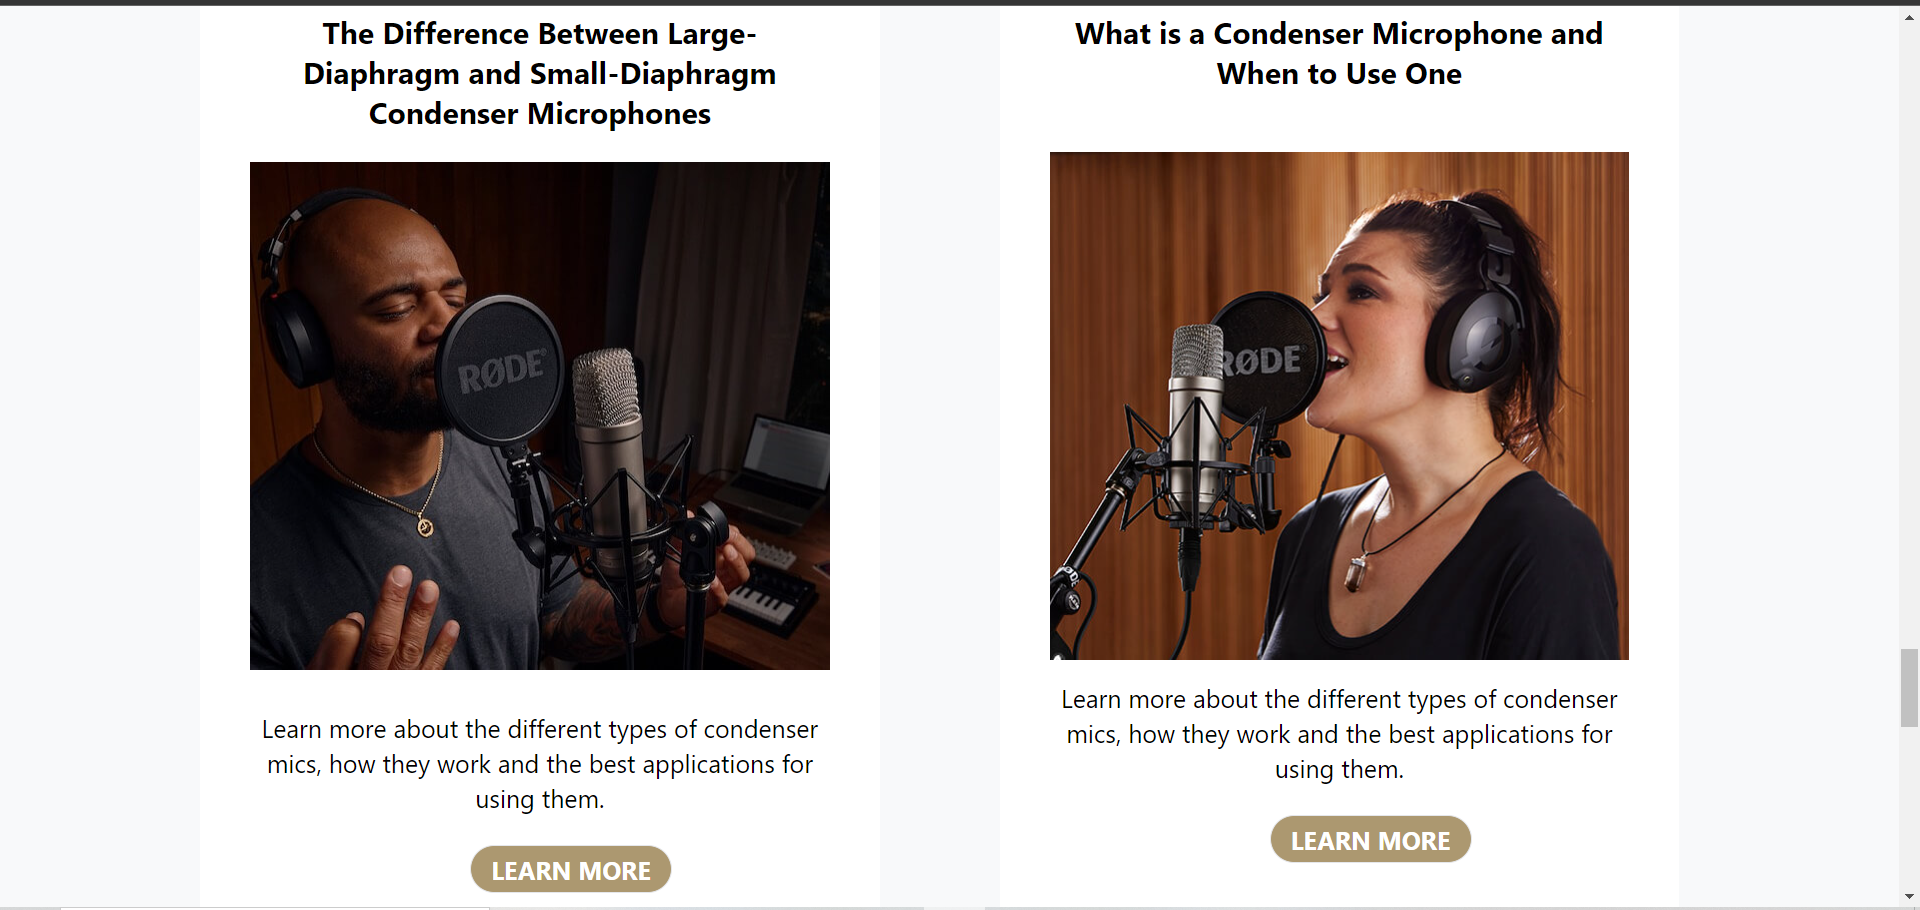 The Difference Between Large-
Diaphragm and Small-Diaphragm
Condenser Microphones
RØDE
Learn more about the different types of condenser
mics, how they work and the best applications for
using them.
LEARN MORE
What is a Condenser Microphone and
When to Use One
RØDE
RØDE
Learn more about the different types of condenser
mics, how they work and the best applications for
using them.
LEARN MORE